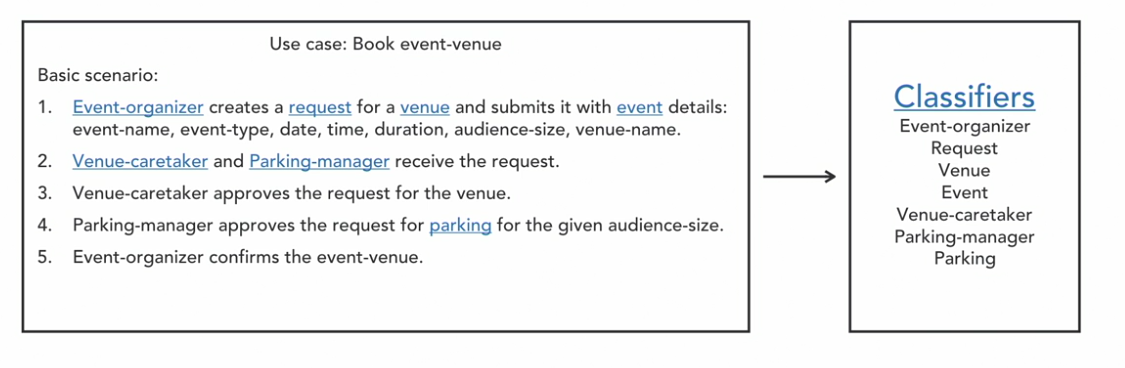 Use case: Book event-venue
Basic scenario:
1. Event-organizer creates a request for a venue and submits it with event details:
event-name, event-type, date, time, duration, audience-size, venue-name.
2. Venue-caretaker and Parking-manager receive the request.
3. Venue-caretaker approves the request for the venue.
4. Parking-manager approves the request for parking for the given audience-size.
5. Event-organizer confirms the event-venue.
Classifiers
Event-organizer
Request
Venue
Event
Venue-caretaker
Parking-manager
Parking